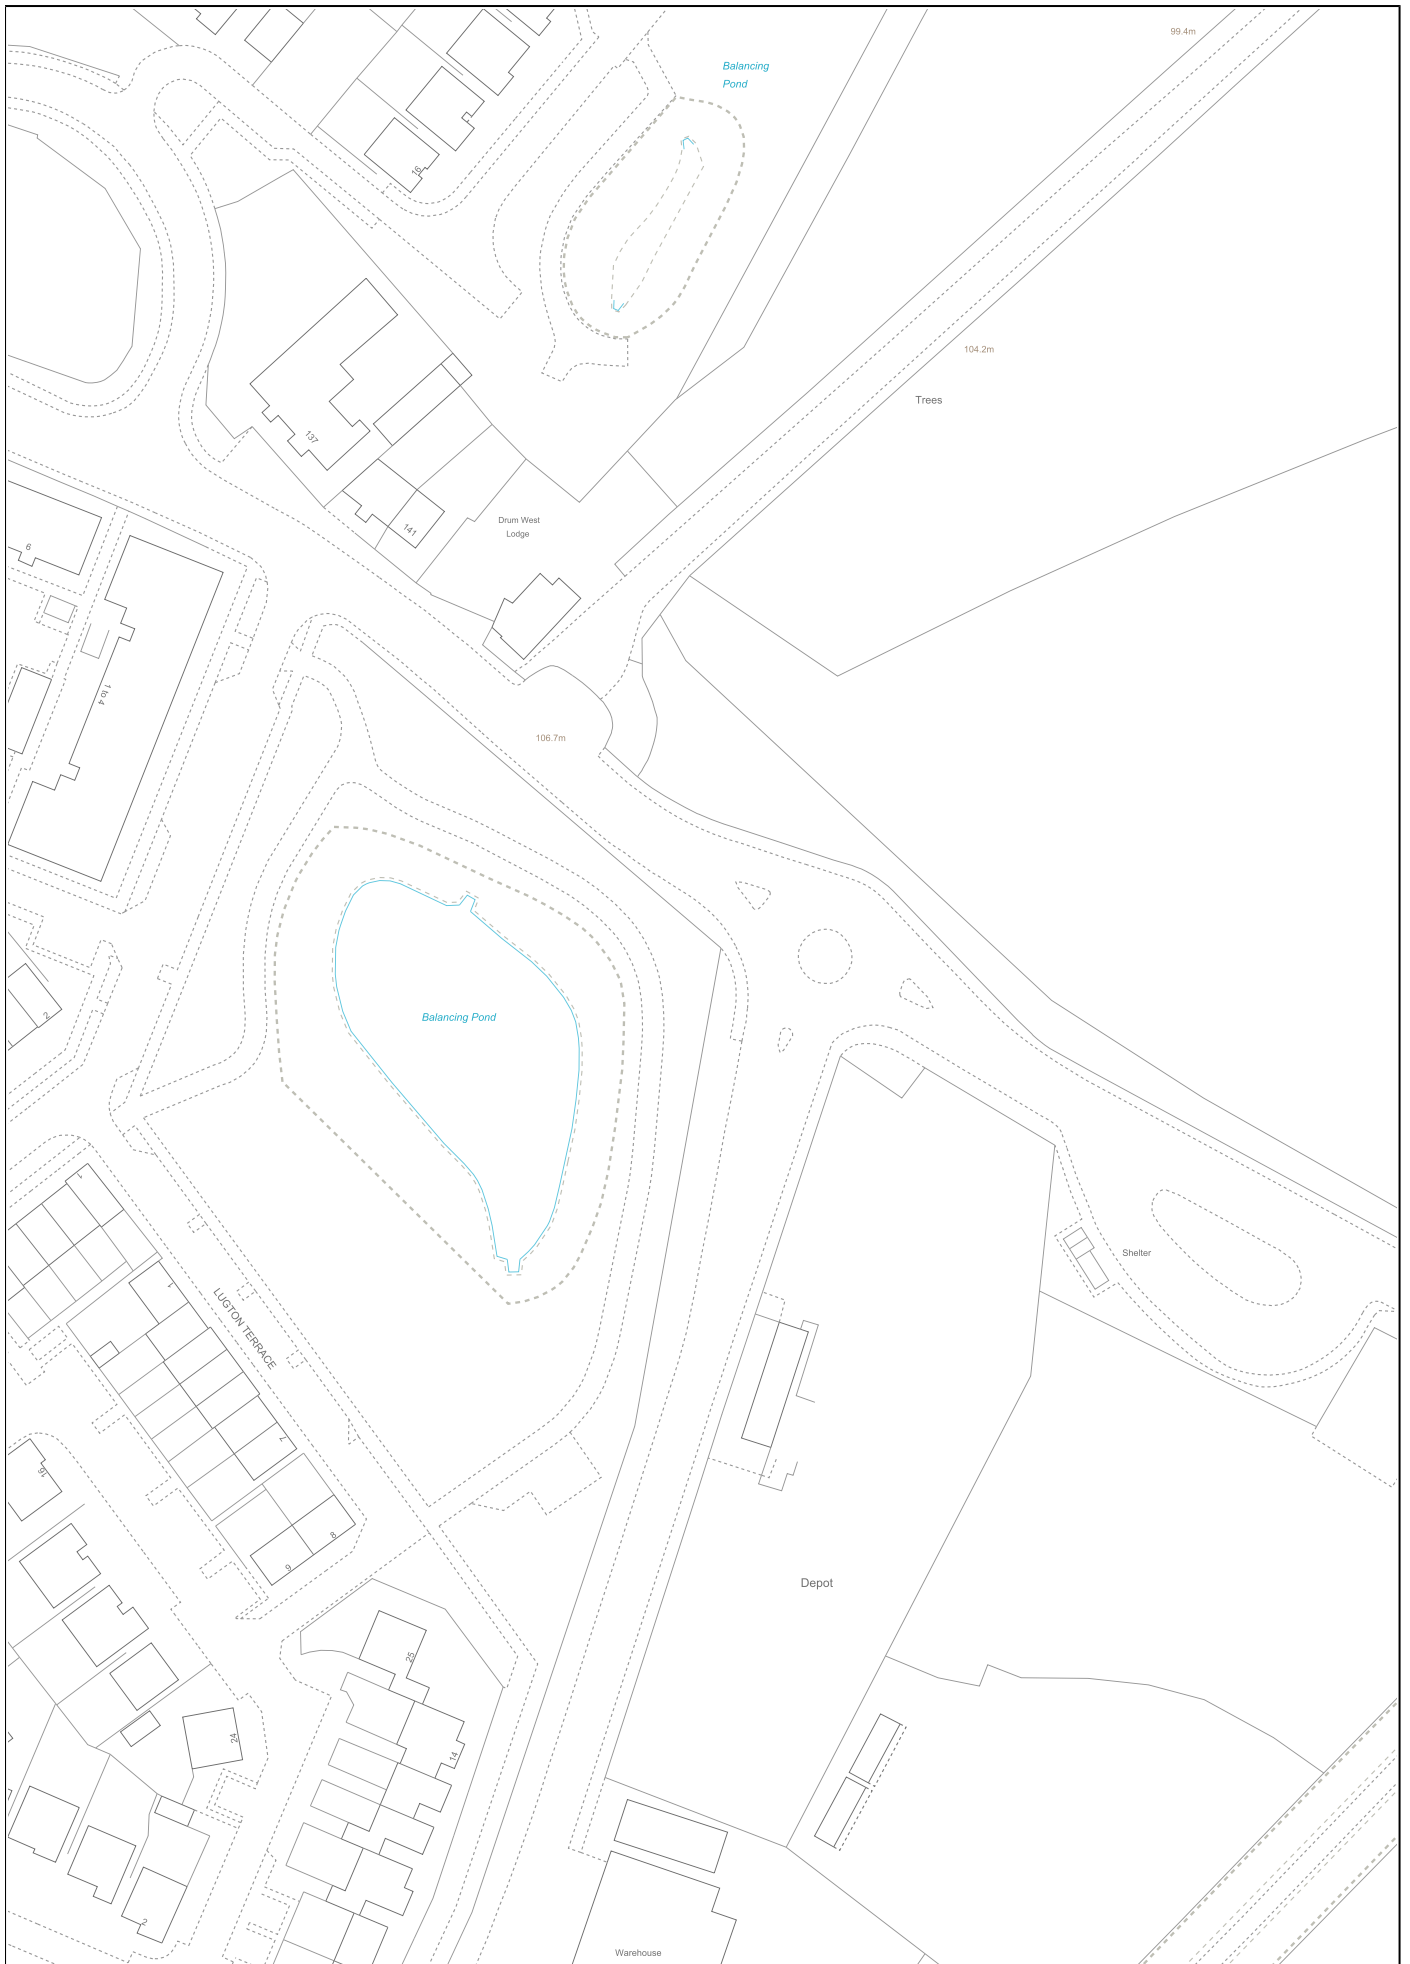 99.4m
Balancing
Pond
16
104.2m
Trees
137
141
Drum West
Lodge
6
1 to 4
106.7m
2
Balancing Pond
1
Shelter
1
LUGTON TERRACE
7
16
8
9
Depot
25
24
14
2
Warehouse